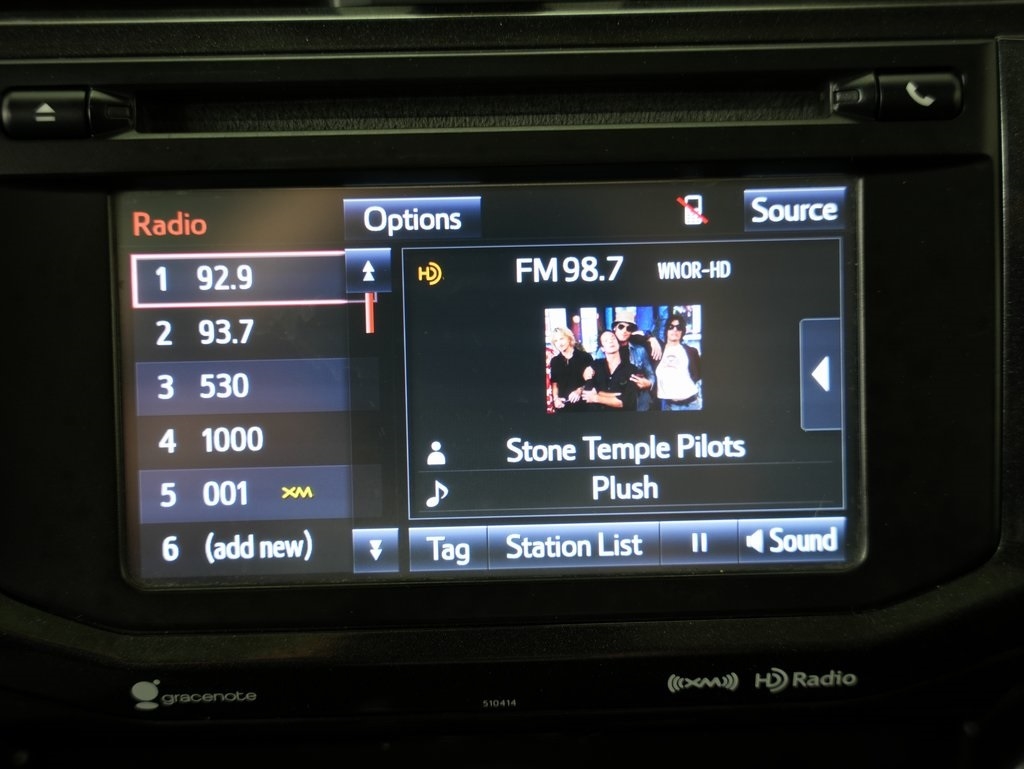 Radio
Options
Source
1 92.9
2 93.7
3 530
4 1000
5 001 XM
6 (add new)
HD FM 98.7 WNOR-HD
Stone Temple Pilots
Plush
Tag
Station List
Sound
gracenote
510414
((XM)) HD Radio